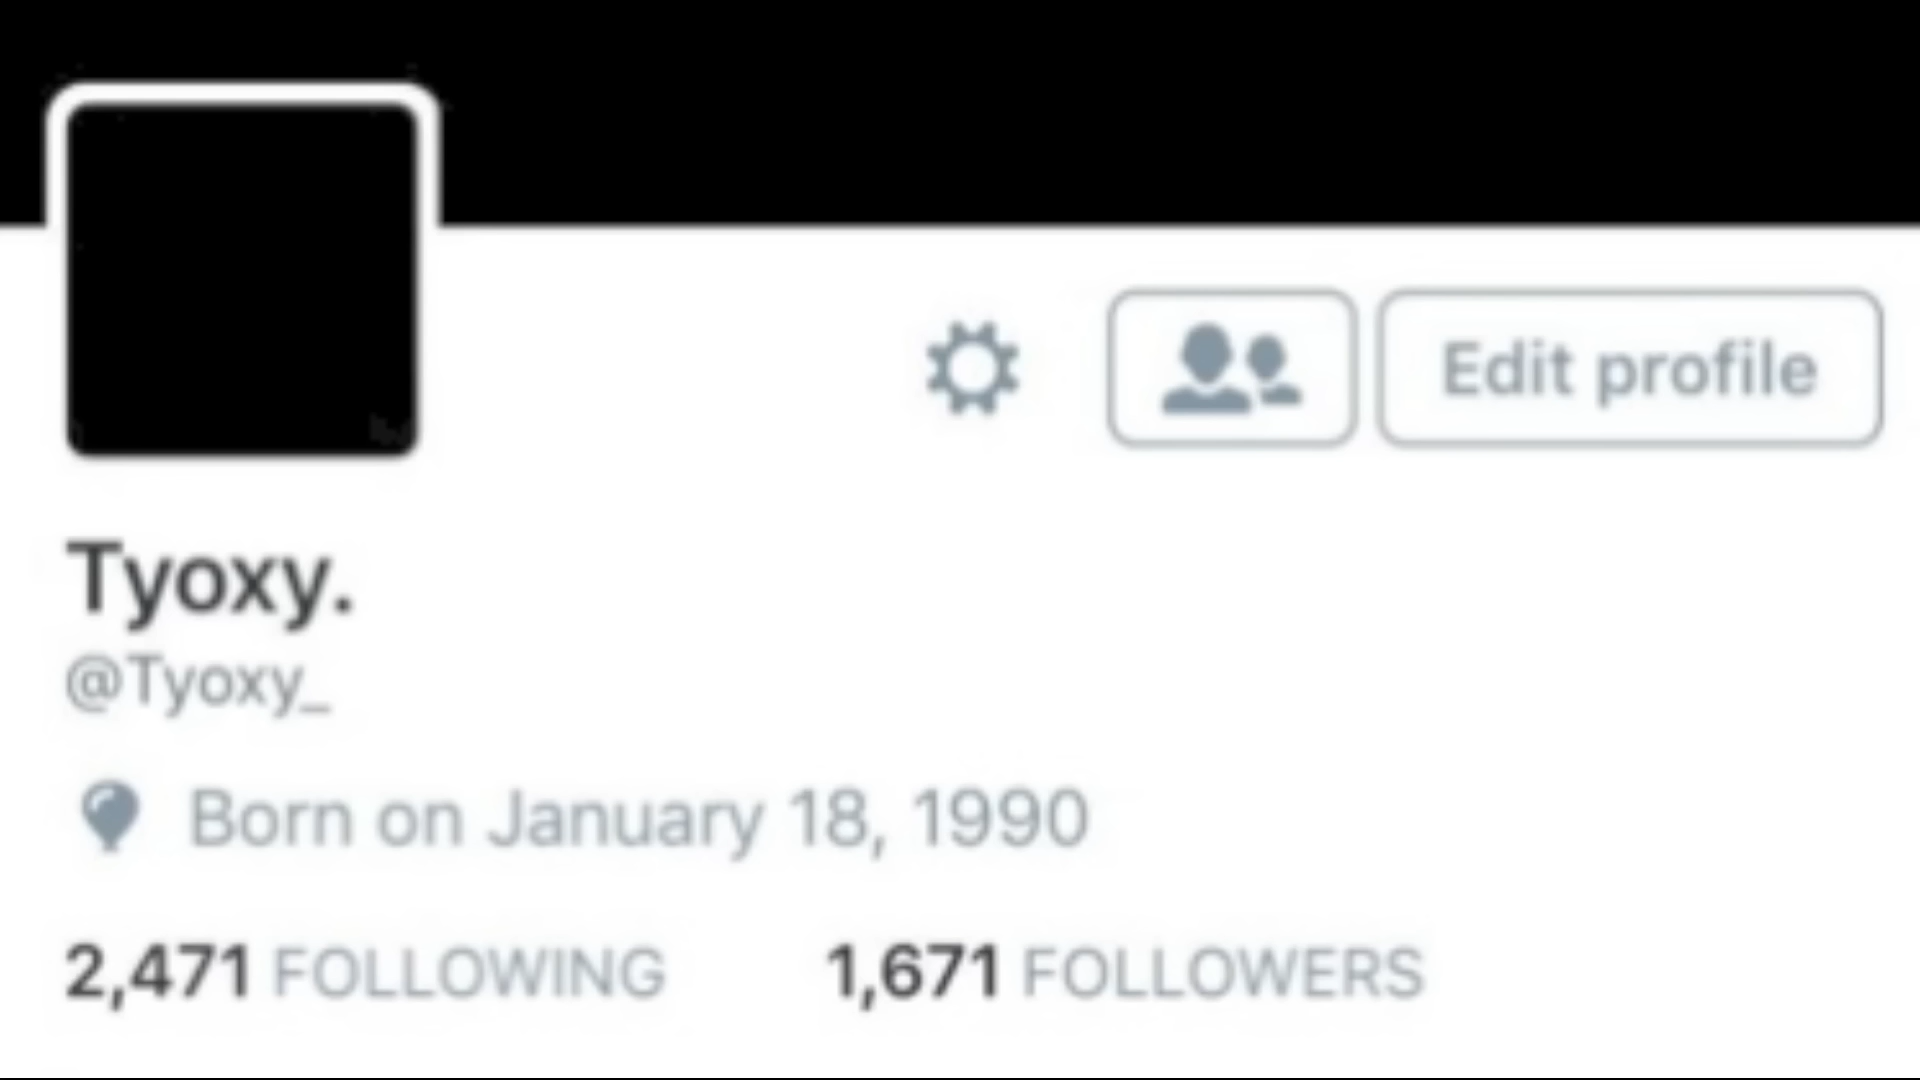 Edit profile
Tyoxy.
@Tyoxy_
Born on January 18, 1990
2,471 FOLLOWING 1,671 FOLLOWERS